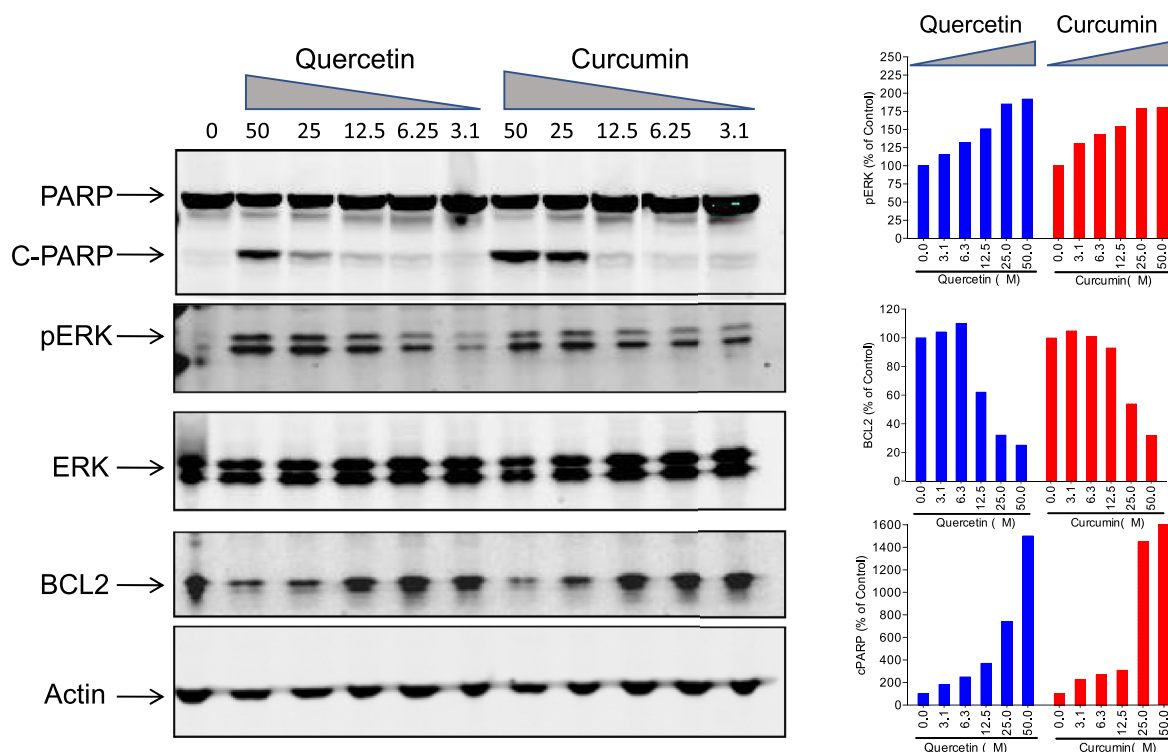 Quercetin Curcumin
0 50 25 12.5 6.25 3.1 50 25 12.5 6.25 3.1
PARP
C-PARP
pERK
ERK
BCL2
Actin
Quercetin Curcumin
pERK (% of Control)
250
225
200
175
150
125
100
75
50
25
0
0.0 3.1 6.3 12.5 25.0 50.0 0.0 3.1 6.3 12.5 25.0 50.0
Quercetin ( M) Curcumin( M)
BCL2 (% of Control)
120
100
80
60
40
20
0
0.0 3.1 6.3 12.5 25.0 50.0 0.0 3.1 6.3 12.5 25.0 50.0
Quercetin ( M) Curcumin( M)
cPARP (% of Control)
1600
1400
1200
1000
800
600
400
200
0
0.0 3.1 6.3 12.5 25.0 50.0 0.0 3.1 6.3 12.5 25.0 50.0
Quercetin ( M) Curcumin( M)